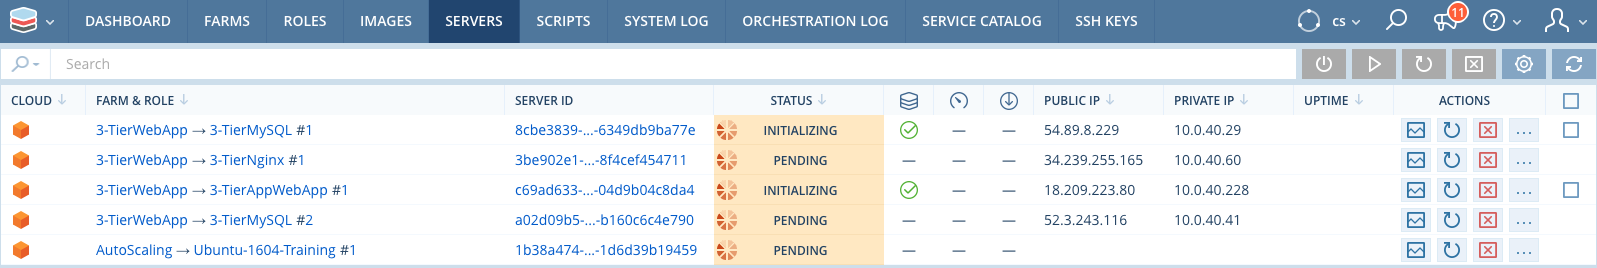 DASHBOARD FARMS ROLES IMAGES SERVERS SCRIPTS SYSTEM LOG ORCHESTRATION LOG SERVICE CATALOG SSH KEYS cs 11
Search
CLOUD FARM & ROLE SERVER ID STATUS PUBLIC IP PRIVATE IP UPTIME ACTIONS
3-TierWebApp → 3-TierMySQL #1 8cbe3839-...-6349db9ba77e INITIALIZING — — 54.89.8.229 10.0.40.29 ...
3-TierWebApp → 3-TierNginx #1 3be902e1-...-8f4cef454711 PENDING — — — 34.239.255.165 10.0.40.60 ...
3-TierWebApp → 3-TierAppWebApp #1 c69ad633-...-04d9b04c8da4 INITIALIZING — — 18.209.223.80 10.0.40.228 ...
3-TierWebApp → 3-TierMySQL #2 a02d09b5-...-b160c6c4e790 PENDING — — — 52.3.243.116 10.0.40.41 ...
AutoScaling → Ubuntu-1604-Training #1 1b38a474-...-1d6d39b19459 PENDING — — — ...